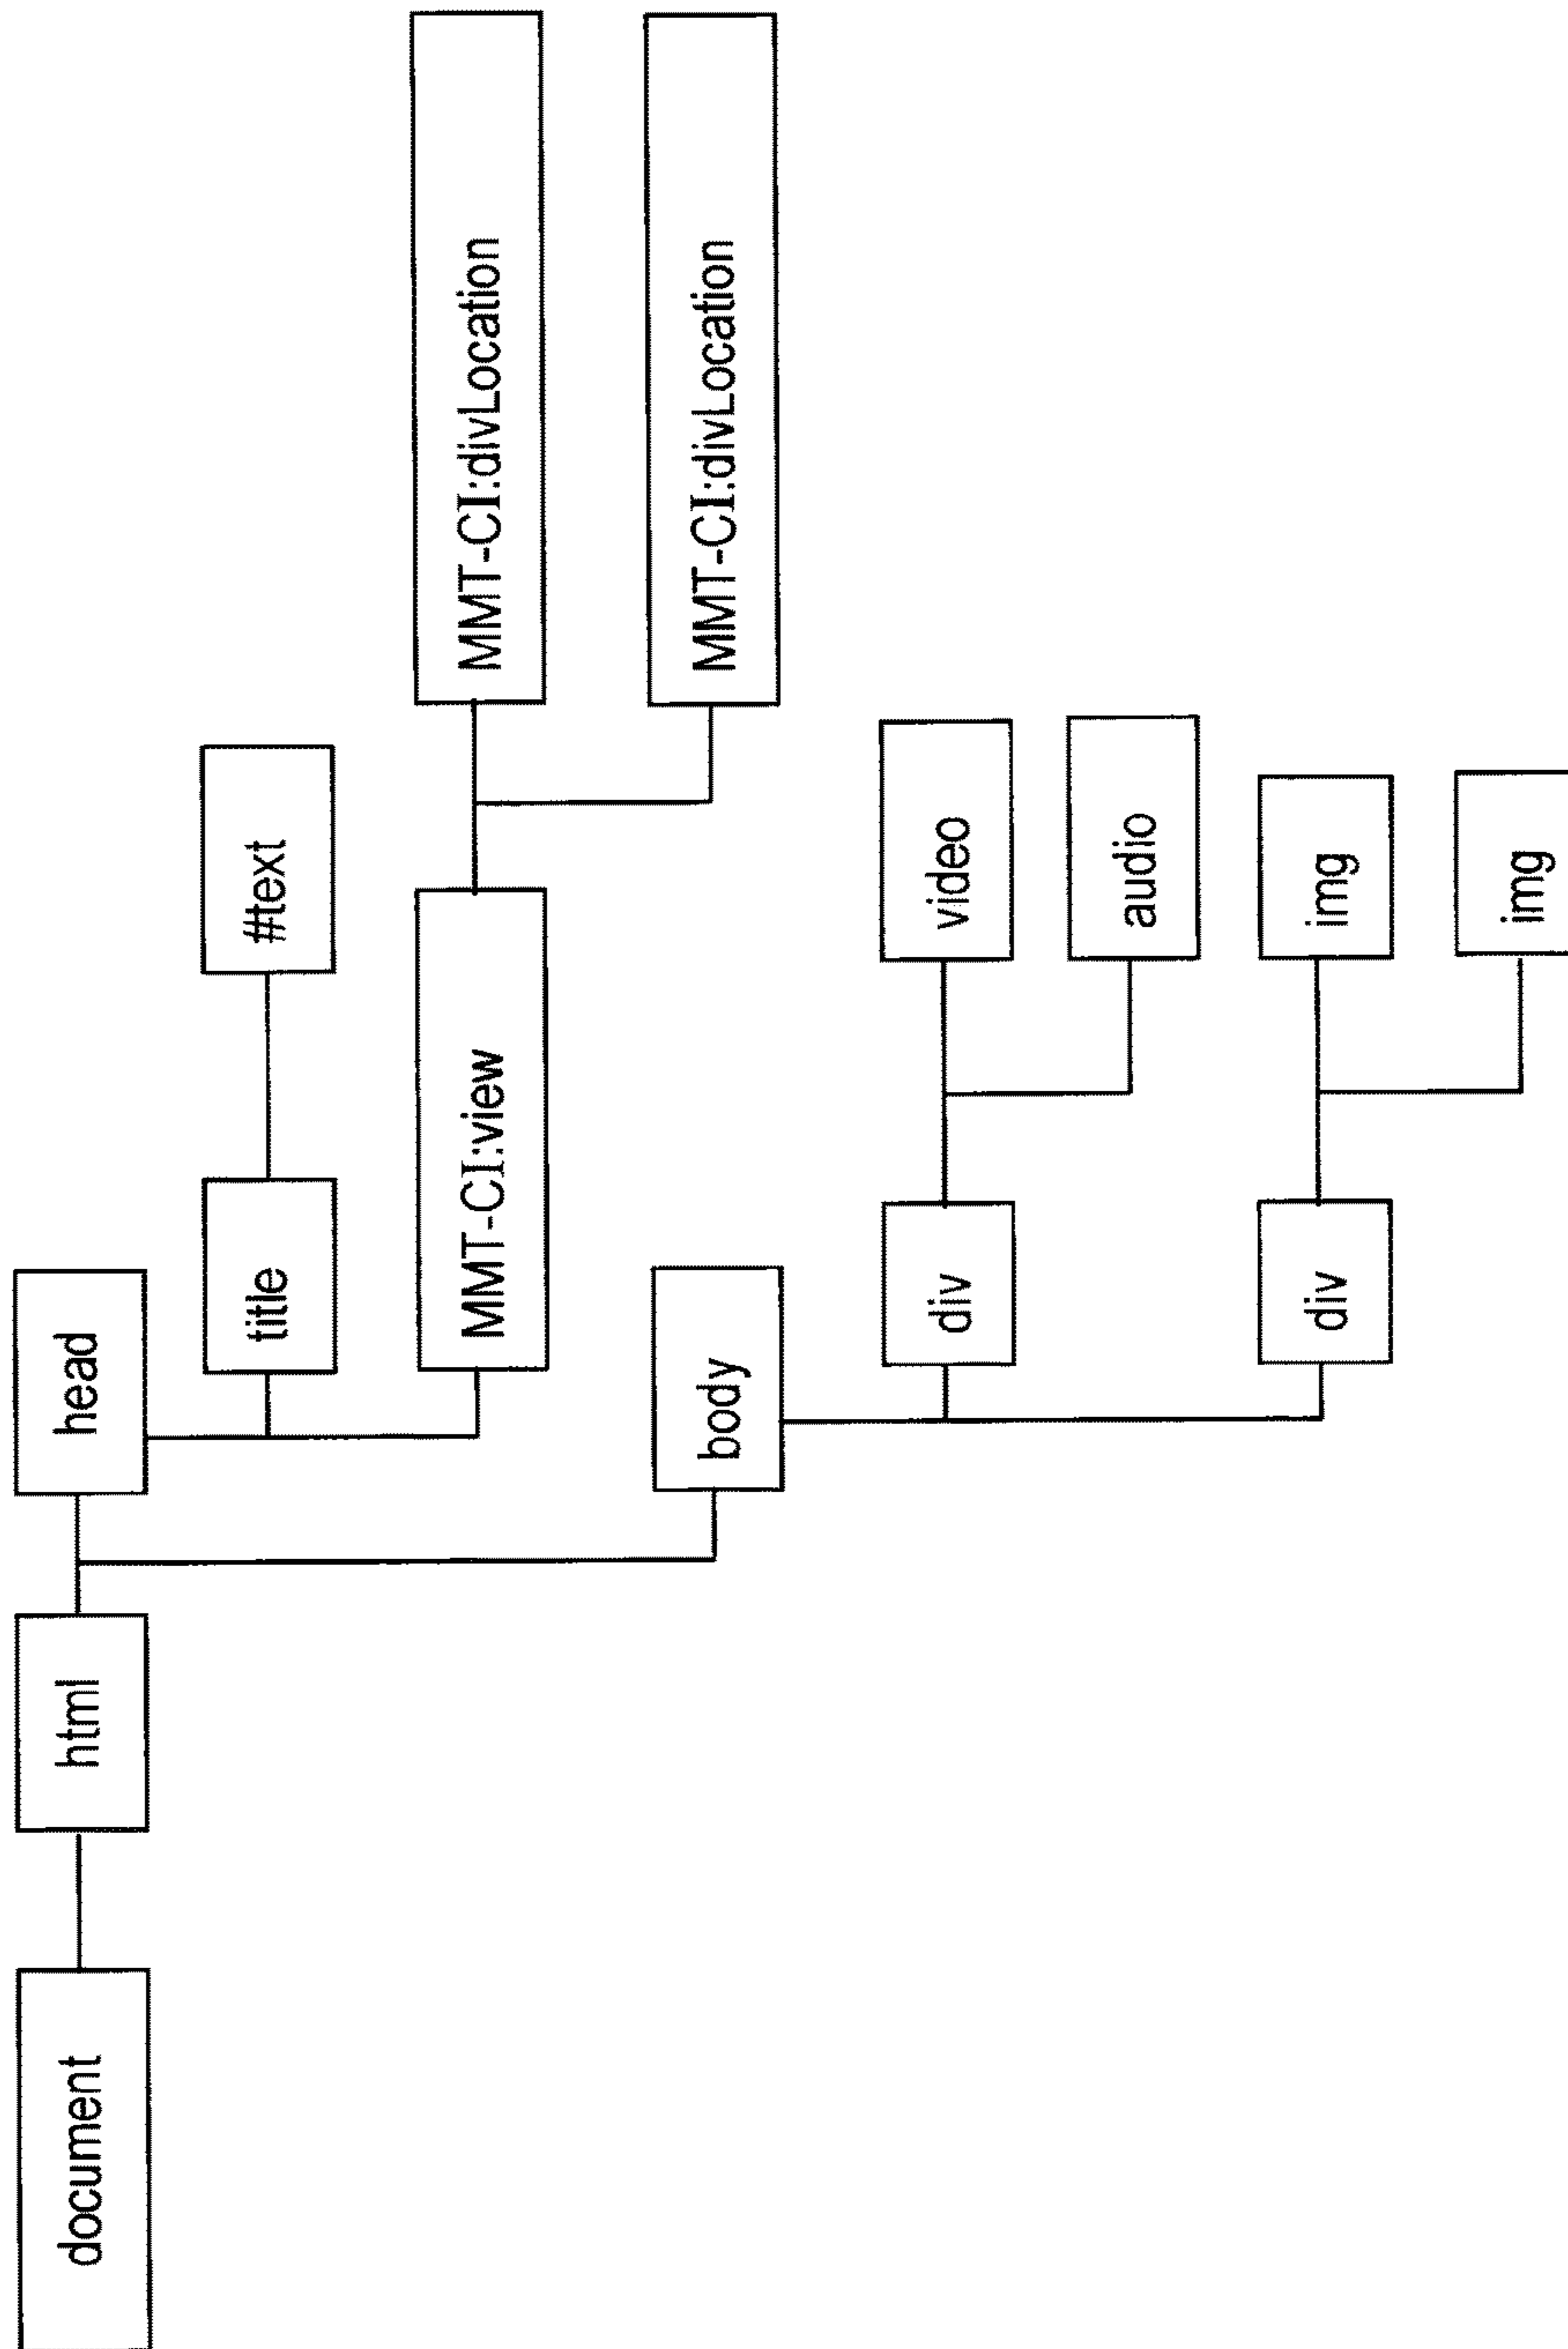 document
html
head
title
#text
MMT-CI:view
MMT-CI:divLocation
MMT-CI:divLocation
body
div
video
audio
div
img
img